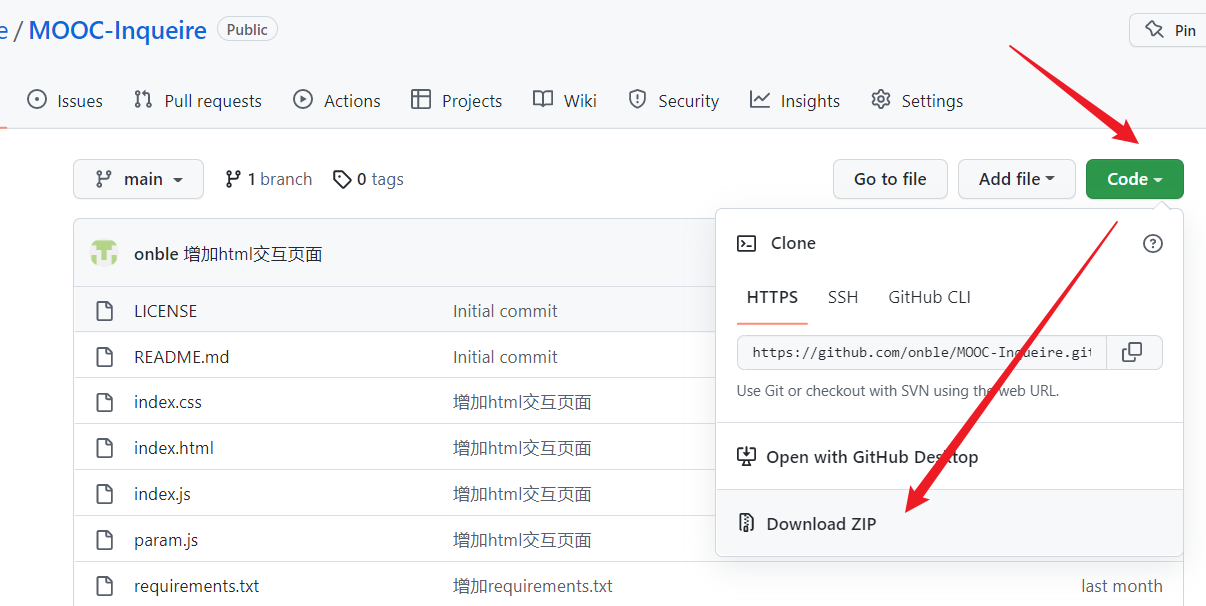 e / MOOC-Inqueire Public Pin
Issues Pull requests Actions Projects Wiki Security Insights Settings
main 1 branch 0 tags Go to file Add file Code
onble 增加html交互页面
Clone
HTTPS SSH GitHub CLI
https://github.com/onble/MOOC-Inqueire.git
Use Git or checkout with SVN using the web URL.
Open with GitHub Desktop
Download ZIP
LICENSE Initial commit
README.md Initial commit
index.css 增加html交互页面
index.html 增加html交互页面
index.js 增加html交互页面
param.js 增加html交互页面
requirements.txt 增加requirements.txt last month